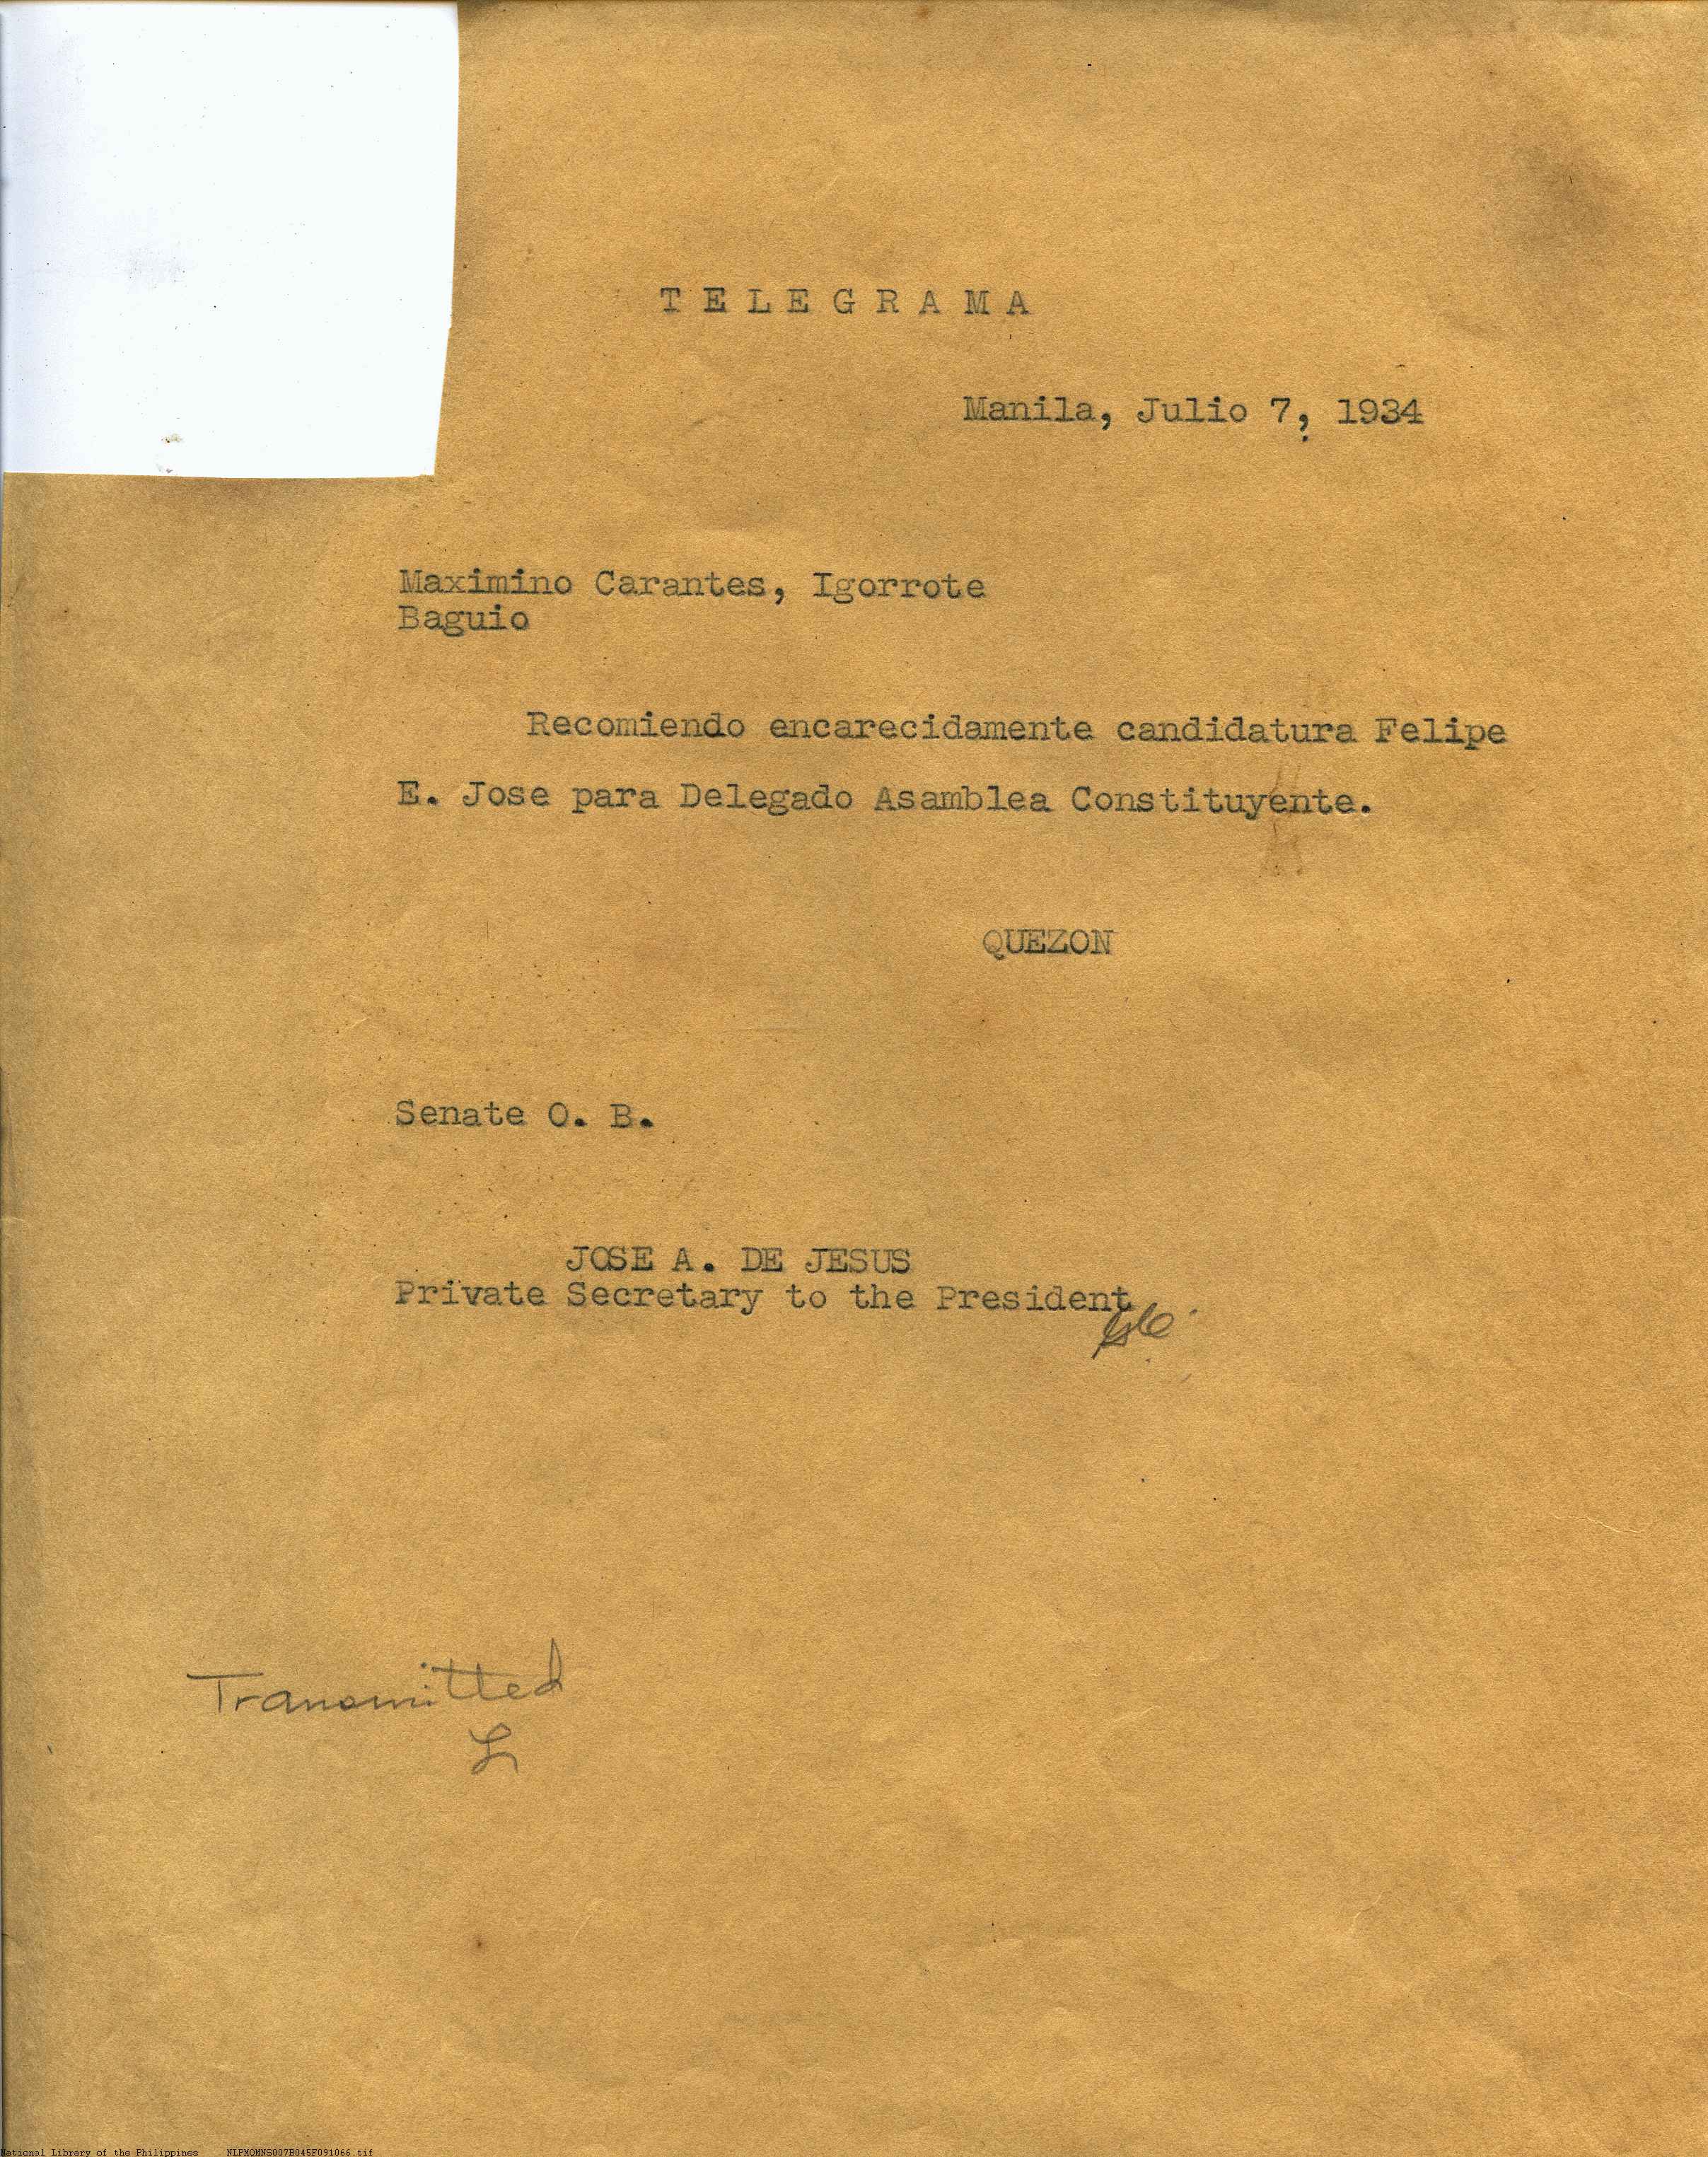 T E L E G R A M A
Manila, Julio 7, 1934
Maximino Carantes, Igorrote
Baguio
Recomiendo encarecidamente candidatura Felipe
E. Jose para Delegado Asamblea Constituyente.
QUEZON
Senate O. B.
JOSE A. DE JESUS
Private Secretary to the President
Transmitted
National Library of the Philippines NLPMQMNS007B045F091066.tif